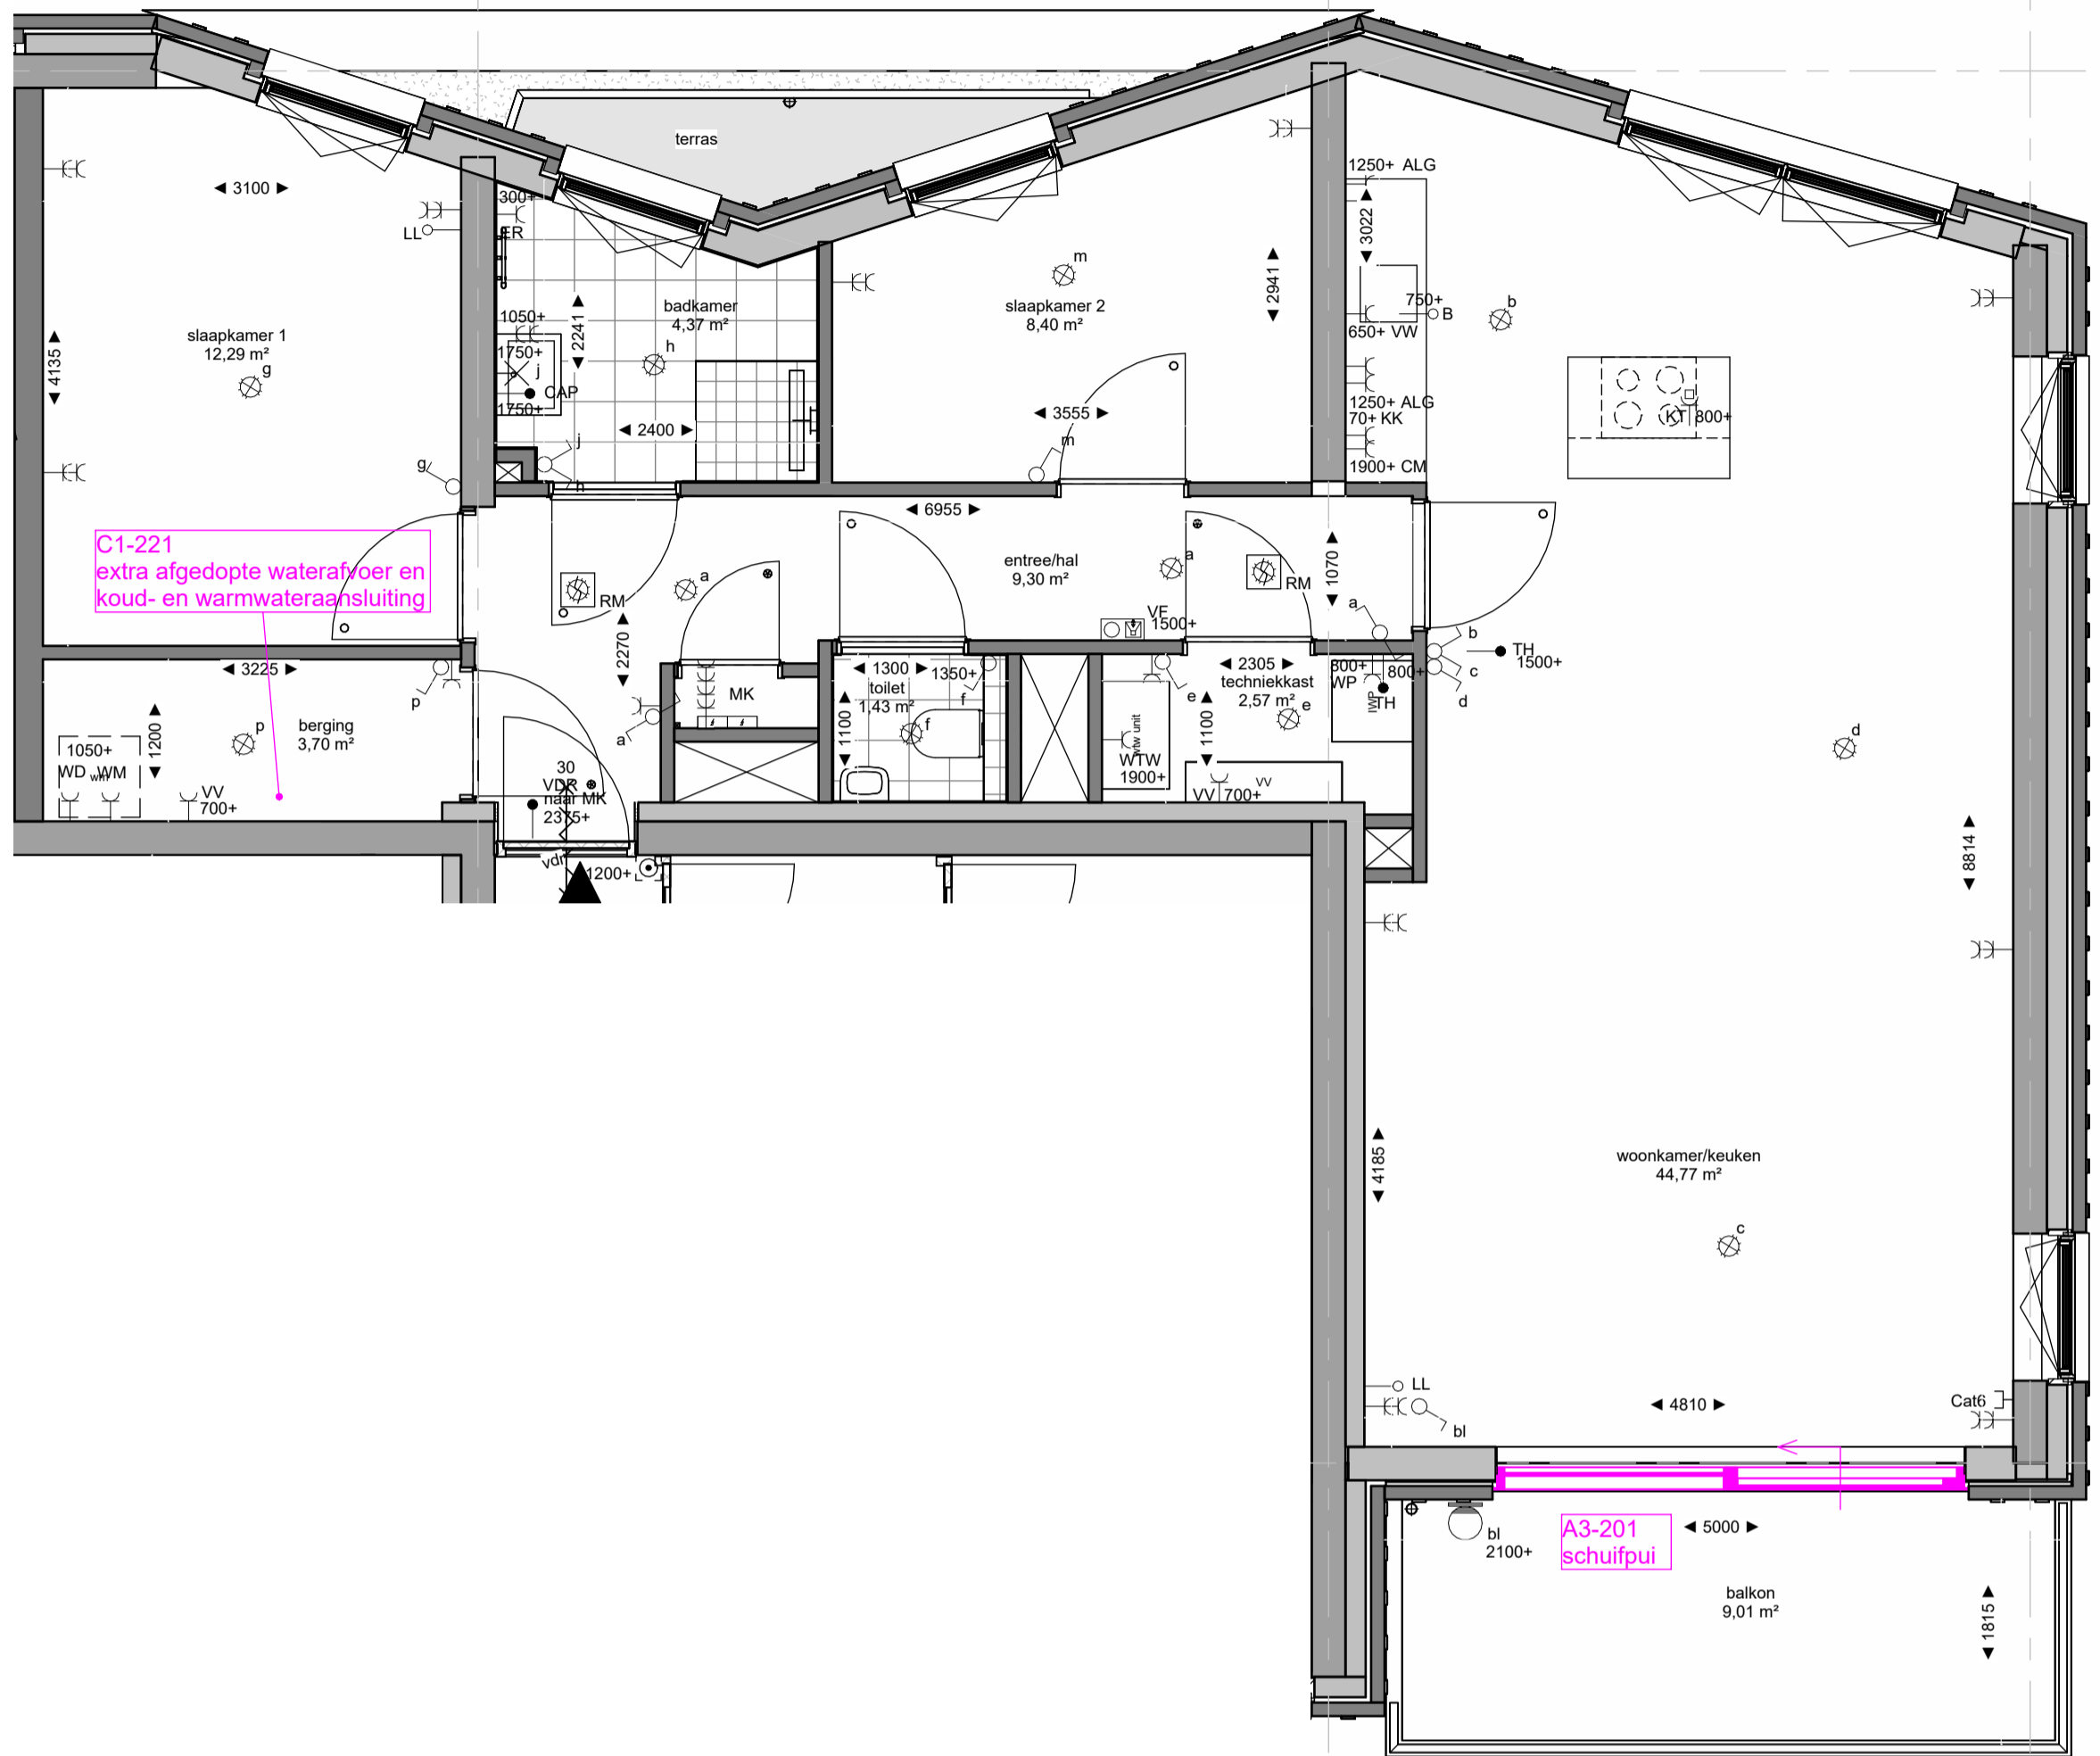 terras
3100
300+
ER
LL
1250+ ALG
3022
750+
B
650+ VW
b
m
slaapkamer 1
12,29 m²
g
4135
1050+
1750+
j
CAP
1750+
2241
badkamer
4,37 m²
h
2400
j
h
slaapkamer 2
8,40 m²
2941
3555
m
1250+ ALG
70+ KK
1900+ CM
KT 800+
g
C1-221
extra afgedopte waterafvoer en
koud- en warmwateraansluiting
6955
entree/hal
9,30 m²
a
RM
a
RM
1070
a
VF
1500+
2270
b
TH
1500+
c
d
3225
p
1200
p
berging
3,70 m²
1050+
WD wm WM
VV
700+
MK
a
1300
toilet
1,43 m²
1350+
f
f
1100
2305
techniekkast
2,57 m²
e
e
1100
wtw unit
WTW
1900+
VV 700+ VV
800+
WP
800+
IWP
TH
30
VDR
naar MK
2375+
vdr
1200+
d
8814
4185
woonkamer/keuken
44,77 m²
c
LL
bl
4810
Cat6
bl
2100+
A3-201
schuifpui
5000
balkon
9,01 m²
1815